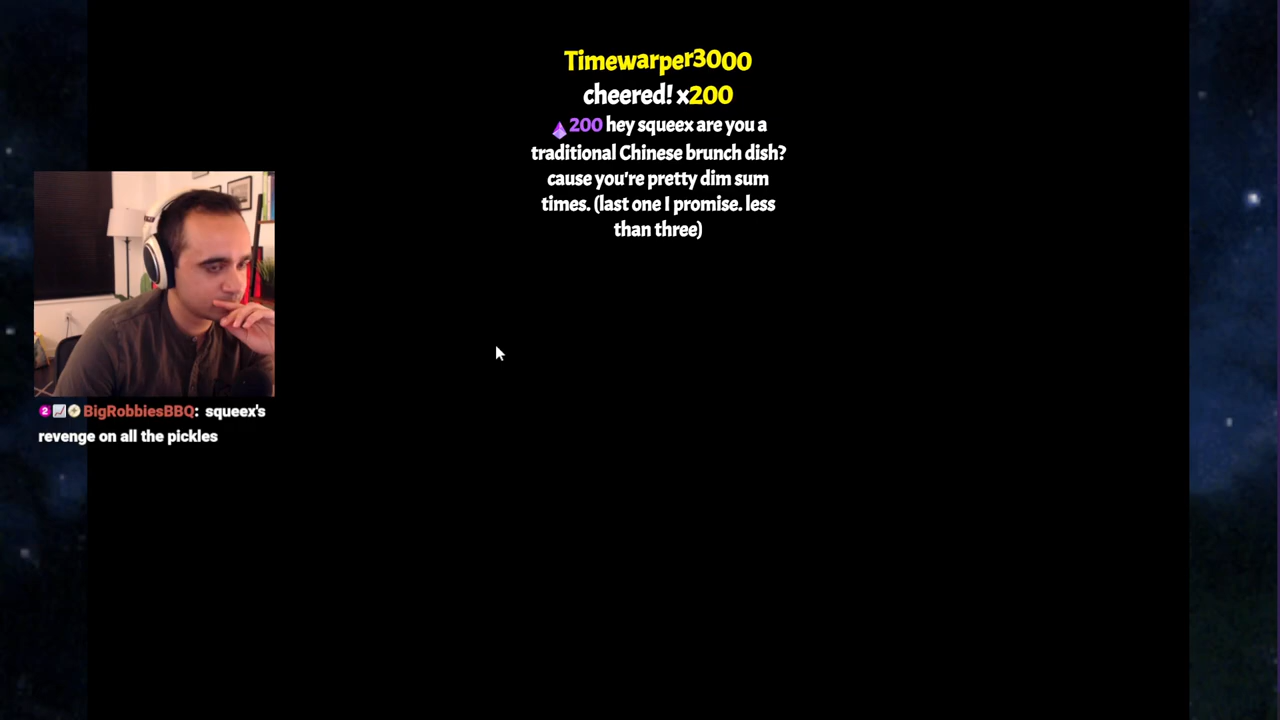 Timewarper3000
cheered! x200
200 hey squeex are you a
traditional Chinese brunch dish?
cause you're pretty dim sum
times. (last one I promise. less
than three)
2 BigRobbiesBBQ: squeex's
revenge on all the pickles